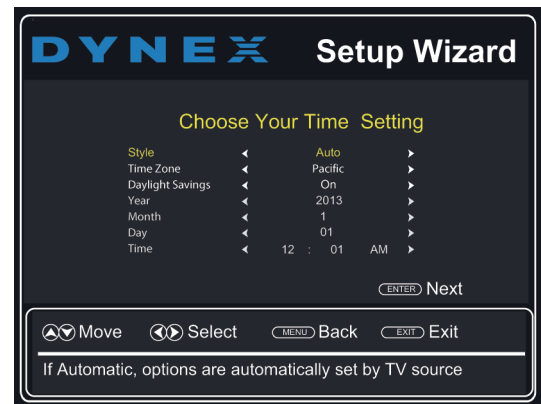 DYNEX Setup Wizard
Choose Your Time Setting
Style Auto
Time Zone Pacific
Daylight Savings On
Year 2013
Month 1
Day 01
Time 12 : 01 AM
ENTER Next
Move Select MENU Back EXIT Exit
If Automatic, options are automatically set by TV source